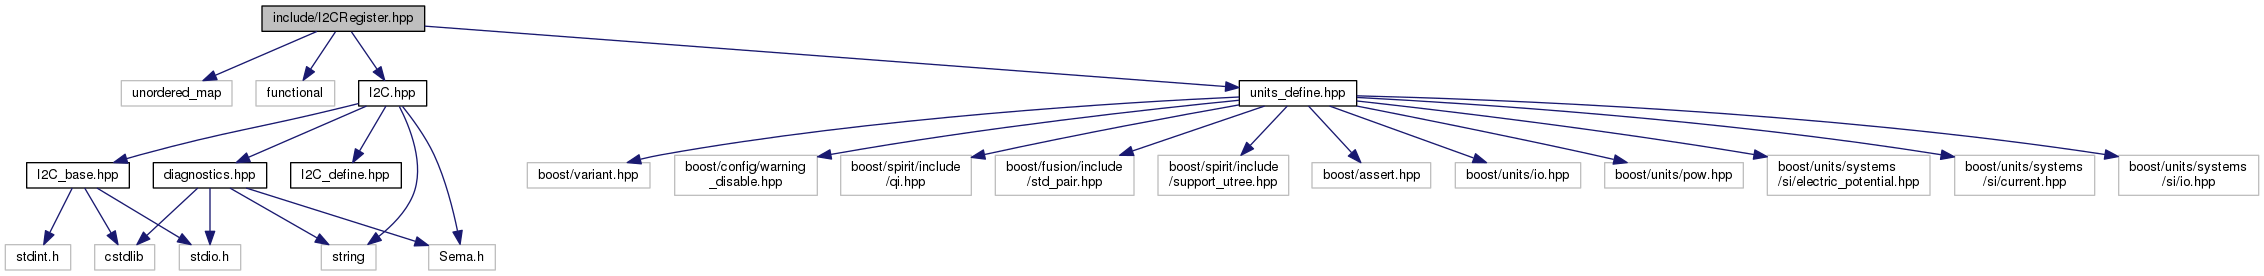 include/I2CRegister.hpp
unordered_map
functional
I2C.hpp
units_define.hpp
I2C_base.hpp
diagnostics.hpp
I2C_define.hpp
boost/variant.hpp
boost/config/warning
_disable.hpp
boost/spirit/include
/qi.hpp
boost/fusion/include
/std_pair.hpp
boost/spirit/include
/support_utree.hpp
boost/assert.hpp
boost/units/io.hpp
boost/units/pow.hpp
boost/units/systems
/si/electric_potential.hpp
boost/units/systems
/si/current.hpp
boost/units/systems
/si/io.hpp
stdint.h
cstdlib
stdio.h
string
Sema.h